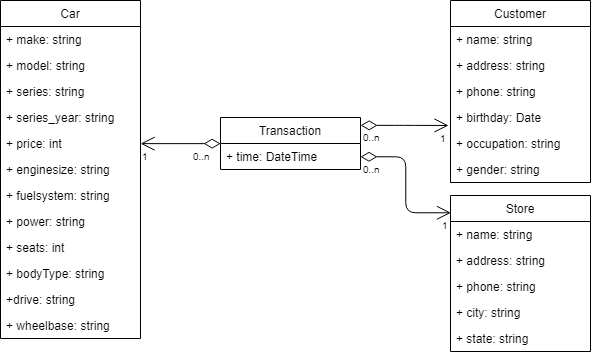 Car
+ make: string
+ model: string
+ series: string
+ series_year: string
+ price: int
+ enginesize: string
+ fuelsystem: string
+ power: string
+ seats: int
+ bodyType: string
+drive: string
+ wheelbase: string
1
0..n
Transaction
+ time: DateTime
0..n
1
0..n
1
Customer
+ name: string
+ address: string
+ phone: string
+ birthday: Date
+ occupation: string
+ gender: string
Store
+ name: string
+ address: string
+ phone: string
+ city: string
+ state: string